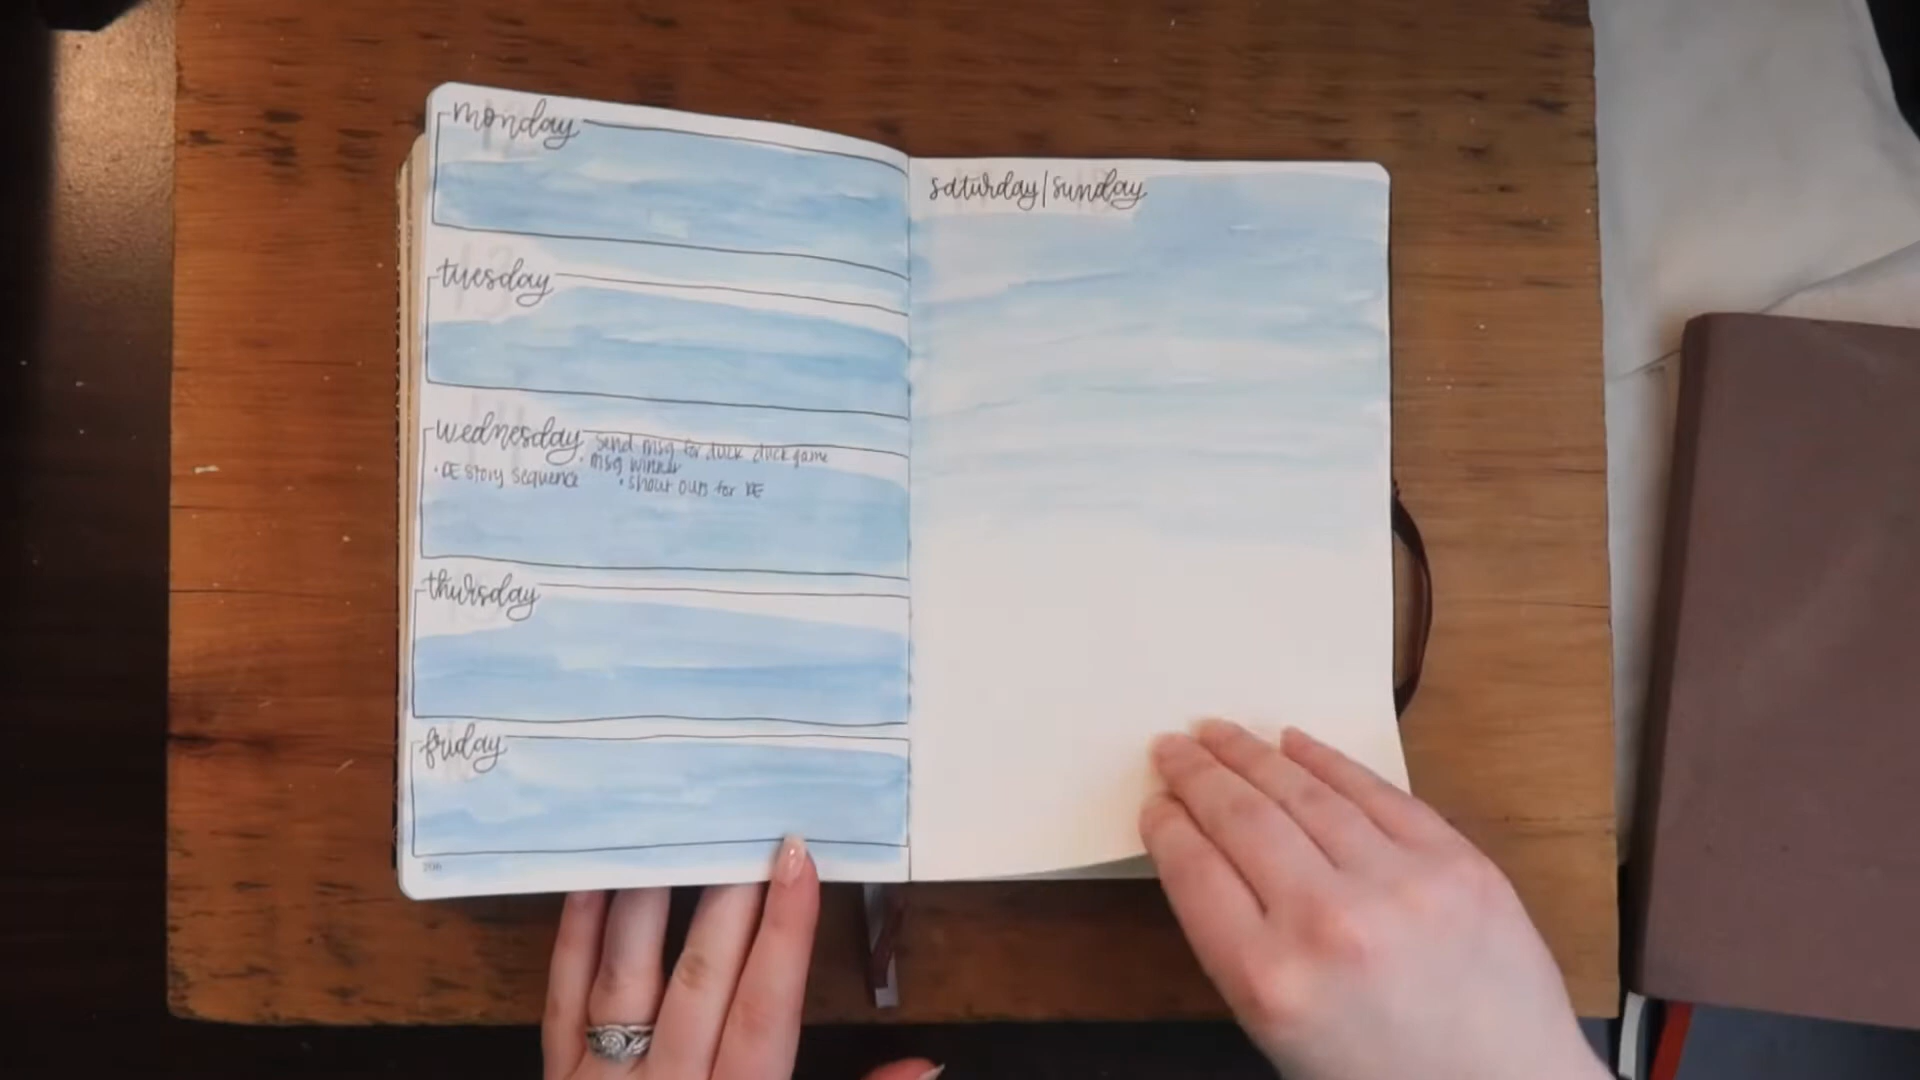 monday
tuesday
wednesday
send msg for duck duck game
• msg winner
• DE story sequence
• shout outs for DE
thursday
friday
206
saturday/sunday